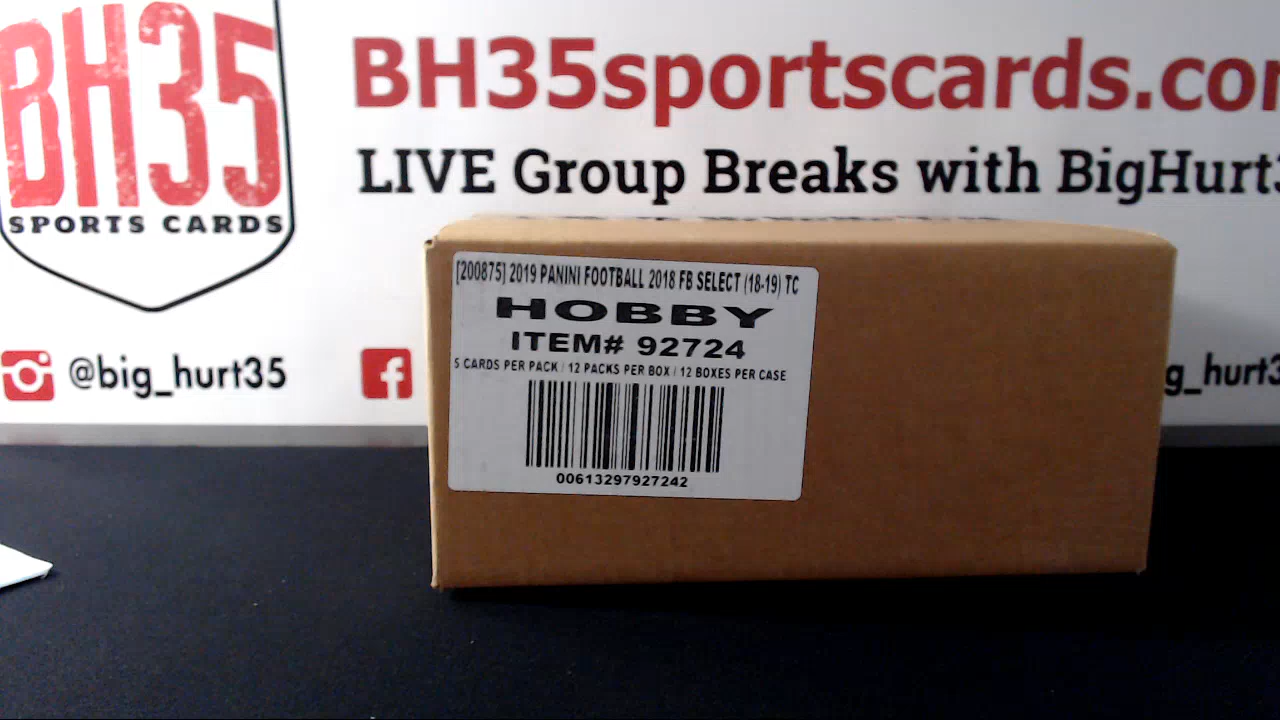 BH35
SPORTS CARDS
BH35sportscards.co
LIVE Group Breaks with BigHurt3
@big_hurt35
f
g_hurt3
[200875] 2019 PANINI FOOTBALL 2018 FB SELECT (18-19) TC
HOBBY
ITEM# 92724
5 CARDS PER PACK / 12 PACKS PER BOX / 12 BOXES PER CASE
00613297927242